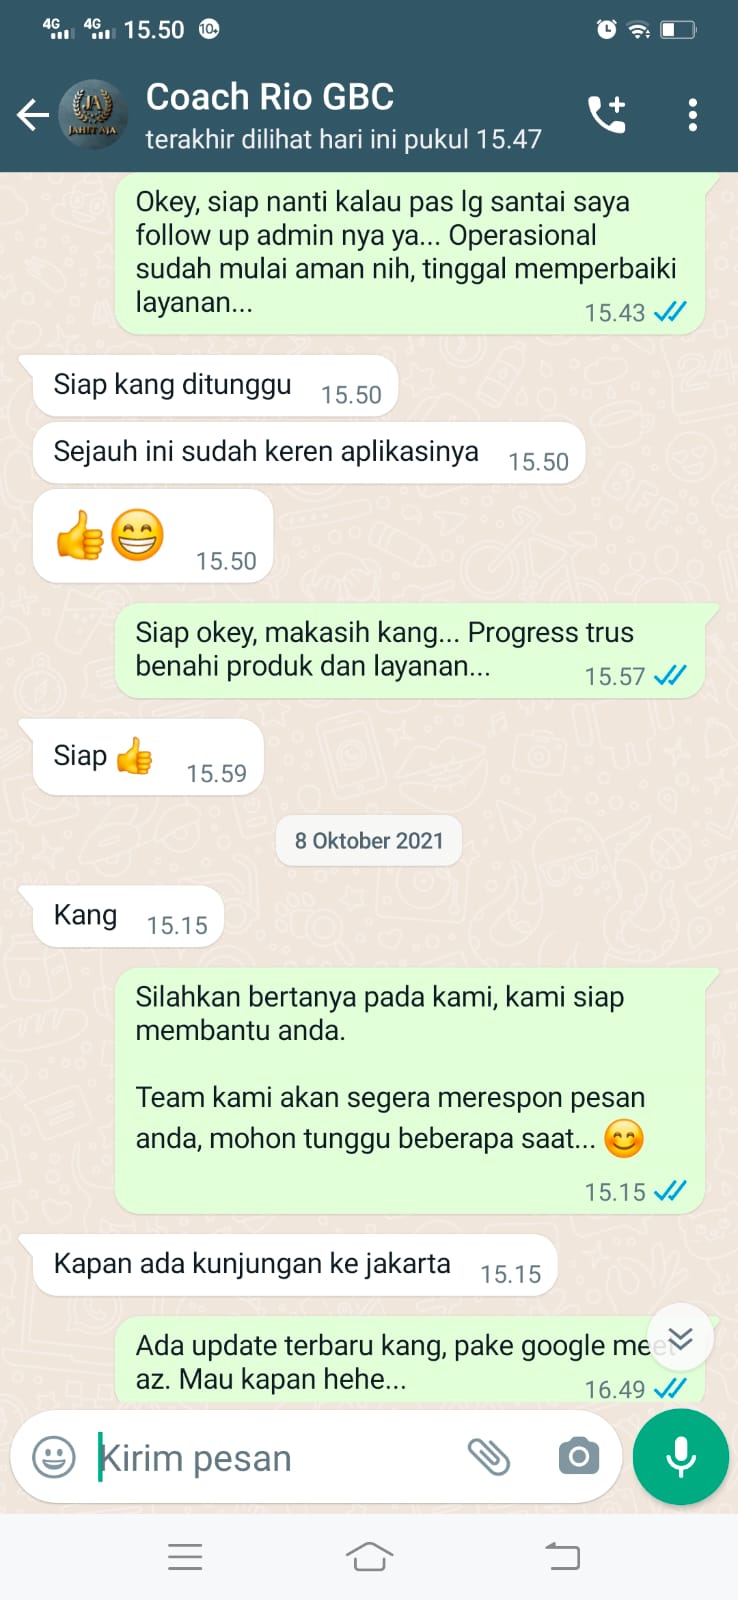 4G 4G 15.50 10+
Coach Rio GBC
JA
JAHIT AJA
terakhir dilihat hari ini pukul 15.47
Okey, siap nanti kalau pas lg santai saya
follow up admin nya ya... Operasional
sudah mulai aman nih, tinggal memperbaiki
layanan...
15.43
Siap kang ditunggu 15.50
Sejauh ini sudah keren aplikasinya 15.50
👍😁 15.50
Siap okey, makasih kang... Progress trus
benahi produk dan layanan... 15.57
Siap 👍 15.59
8 Oktober 2021
Kang 15.15
Silahkan bertanya pada kami, kami siap
membantu anda.
Team kami akan segera merespon pesan
anda, mohon tunggu beberapa saat... 😊
15.15
Kapan ada kunjungan ke jakarta 15.15
Ada update terbaru kang, pake google meet
az. Mau kapan hehe... 16.49
Kirim pesan